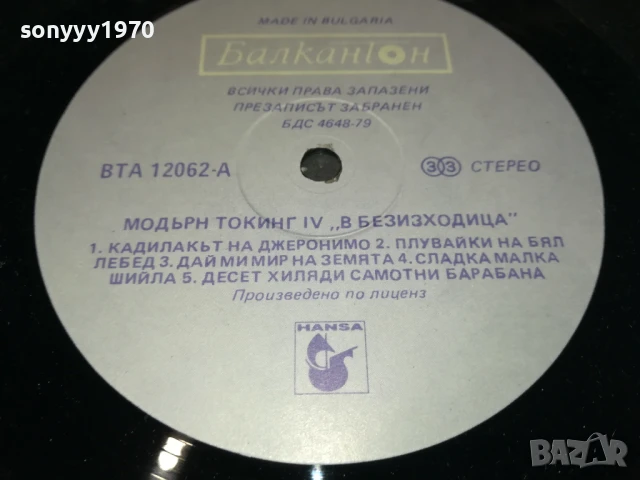 sonyyy1970
MADE IN BULGARIA
Балкантон
ВСИЧКИ ПРАВА ЗАПАЗЕНИ
ПРЕЗАПИСЪТ ЗАБРАНЕН
БДС 4648-79
ВТА 12062-А
33 СТЕРЕО
МОДЪРН ТОКИНГ IV „В БЕЗИЗХОДИЦА"
1. КАДИЛАКЪТ НА ДЖЕРОНИМО 2. ПЛУВАЙКИ НА БЯЛ
ЛЕБЕД 3. ДАЙ МИ МИР НА ЗЕМЯТА 4. СЛАДКА МАЛКА
ШИЙЛА 5. ДЕСЕТ ХИЛЯДИ САМОТНИ БАРАБАНА
Произведено по лиценз
HANSA
BAZAR